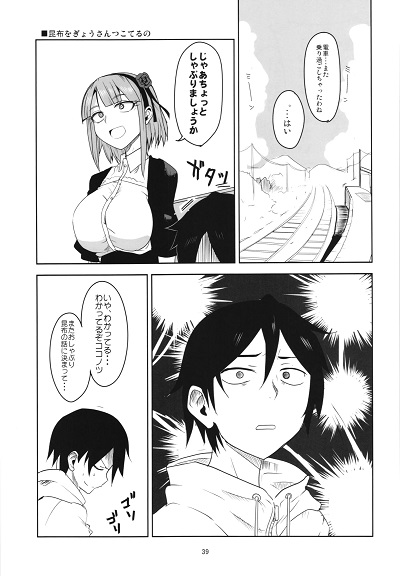 ■昆布をぎょうさんつこてるの
電車…また
乗り過ごしちゃったわね
…はい
じゃあちょっと
しゃぶりましょうか
ガタッ
いや、わかってる…
わかってるぞココノツ
またおしゃぶり
昆布の話に決まって…
ゴソ
ゴソ
39